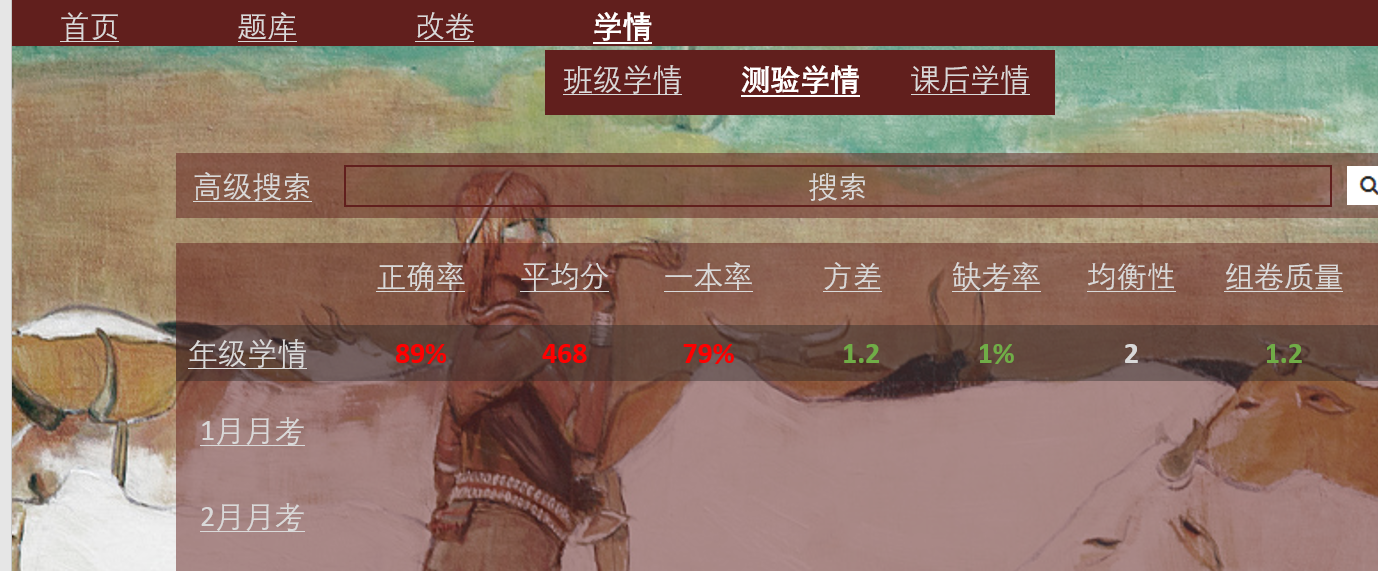 首页 题库 改卷 学情
班级学情 测验学情 课后学情
高级搜索 搜索
正确率 平均分 一本率 方差 缺考率 均衡性 组卷质量
年级学情 89% 468 79% 1.2 1% 2 1.2
1月月考
2月月考